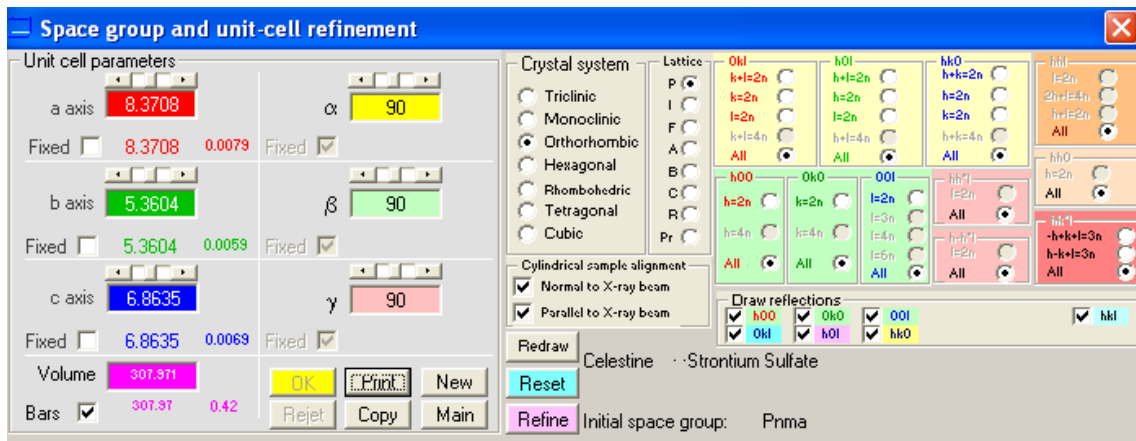 Space group and unit-cell refinement
Unit cell parameters
a axis 8.3708 α 90
Fixed 8.3708 0.0079 Fixed
b axis 5.3604 β 90
Fixed 5.3604 0.0059 Fixed
c axis 6.8635 γ 90
Fixed 6.8635 0.0069 Fixed
Volume 307.971
Bars 307.97 0.42
OK Print New
Rejet Copy Main
Crystal system
Triclinic
Monoclinic
Orthorhombic
Hexagonal
Rhombohedric
Tetragonal
Cubic
Lattice
P
I
F
A
B
C
R
Pr
Cylindrical sample alignment
Normal to X-ray beam
Parallel to X-ray beam
0kl
k+l=2n
k=2n
l=2n
k+l=4n
All
h0l
h+l=2n
h=2n
l=2n
h+l=4n
All
hk0
h+k=2n
h=2n
k=2n
h+k=4n
All
hhl
l=2n
2h+l=4n
h+l=2n
All
h00
h=2n
h=4n
All
0k0
k=2n
k=4n
All
00l
l=2n
l=3n
l=4n
l=6n
All
l=2n
All
l=2n
All
hh0
h=2n
All
-h+k+l=3n
h-k+l=3n
All
Draw reflections
h00 0k0 00l hkl
0kl h0l hk0
Redraw
Reset
Refine
Celestine - -Strontium Sulfate
Initial space group: Pnma